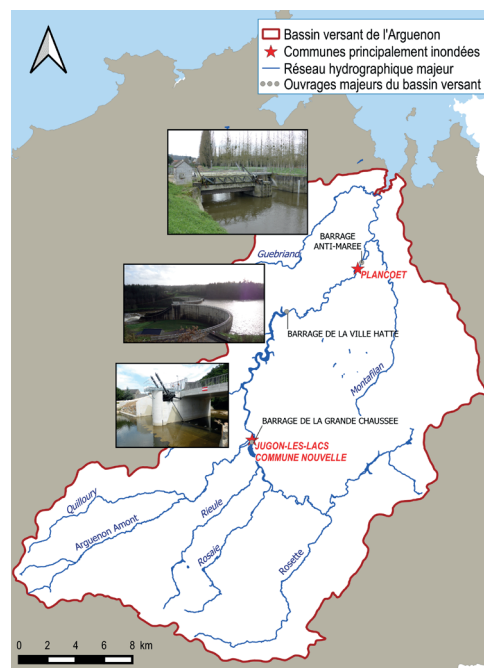 Bassin versant de l'Arguenon
Communes principalement inondées
Réseau hydrographique majeur
Ouvrages majeurs du bassin versant
Guebriand
BARRAGE
ANTI-MAREE
PLANCOET
BARRAGE DE LA VILLE HATTE
Montafilan
BARRAGE DE LA GRANDE CHAUSSEE
JUGON-LES-LACS
COMMUNE NOUVELLE
Quilloury
Arguenon Amont
Rieule
Rosaie
Rosette
0 2 4 6 8 km